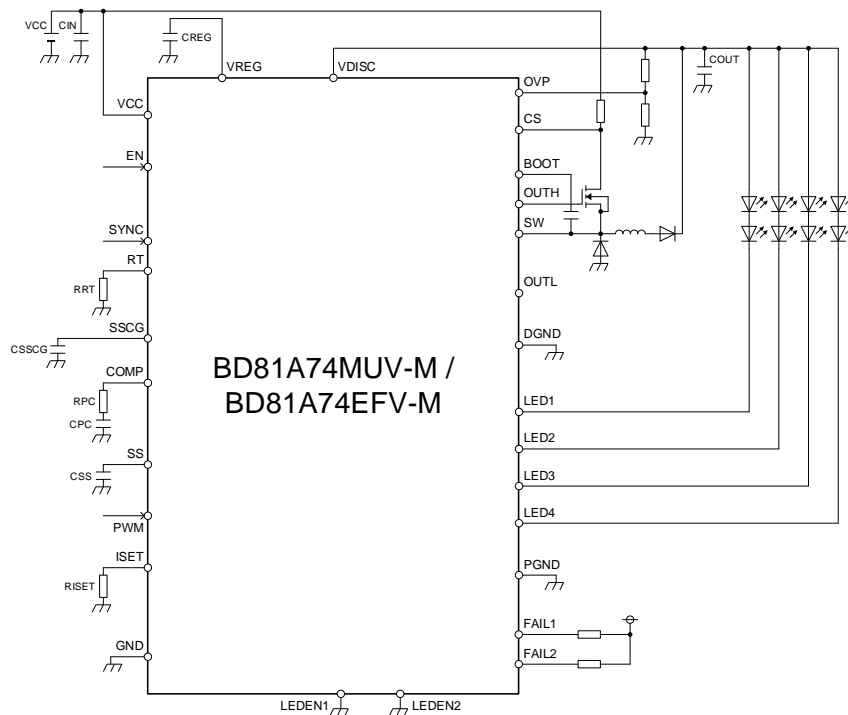 VCC
CIN
CREG
COUT
VREG
VDISC
OVP
VCC
CS
EN
BOOT
OUTH
SYNC
SW
RT
RRT
OUTL
SSCG
DGND
CSSCG
COMP
BD81A74MUV-M /
BD81A74EFV-M
RPC
LED1
CPC
LED2
SS
CSS
LED3
LED4
PWM
ISET
PGND
RISET
FAIL1
GND
FAIL2
LEDEN1
LEDEN2